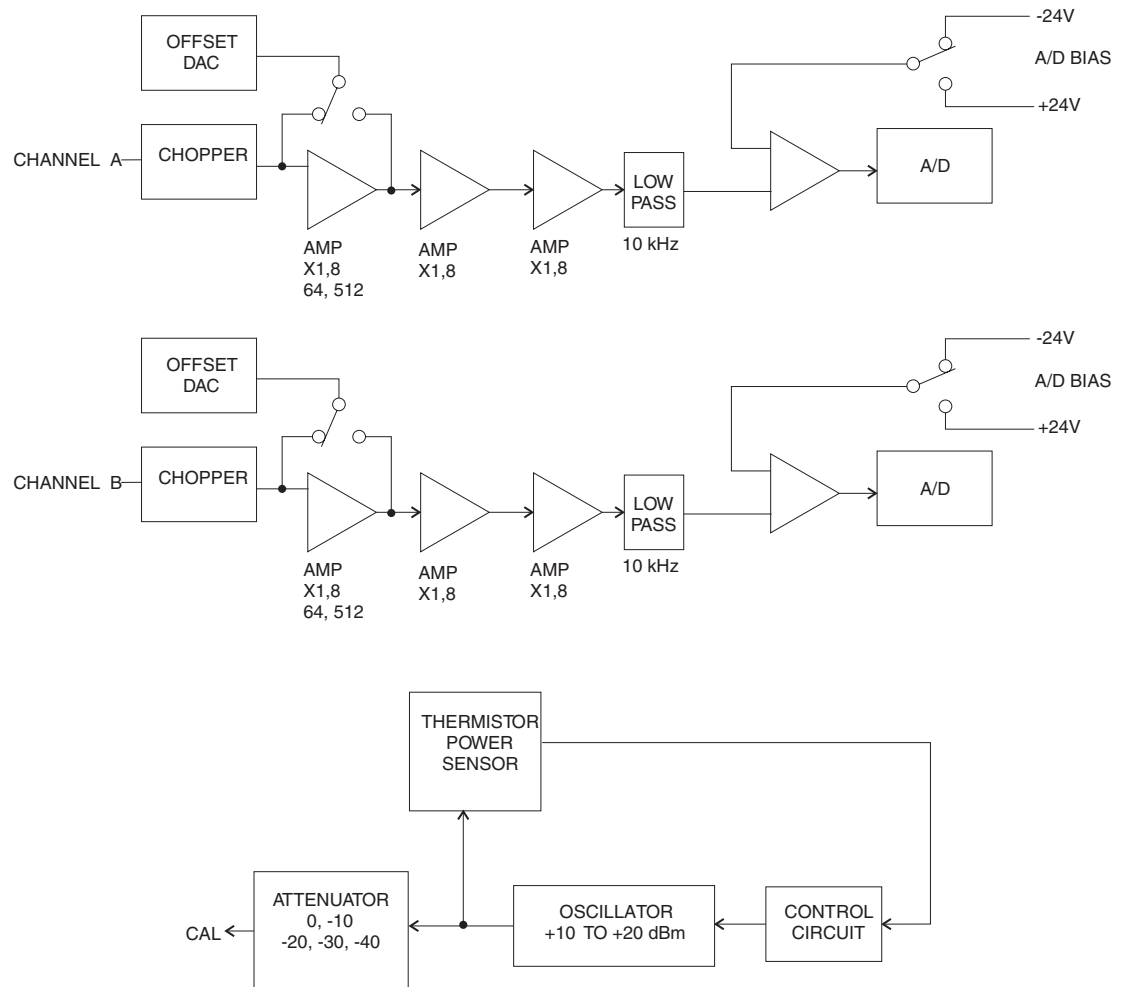 OFFSET
DAC
-24V
A/D BIAS
+24V
CHANNEL A
CHOPPER
LOW
PASS
A/D
10 kHz
AMP
X1,8
64, 512
AMP
X1,8
AMP
X1,8
OFFSET
DAC
-24V
A/D BIAS
+24V
CHANNEL B
CHOPPER
LOW
PASS
A/D
10 kHz
AMP
X1,8
64, 512
AMP
X1,8
AMP
X1,8
THERMISTOR
POWER
SENSOR
CAL
ATTENUATOR
0, -10
-20, -30, -40
OSCILLATOR
+10 TO +20 dBm
CONTROL
CIRCUIT